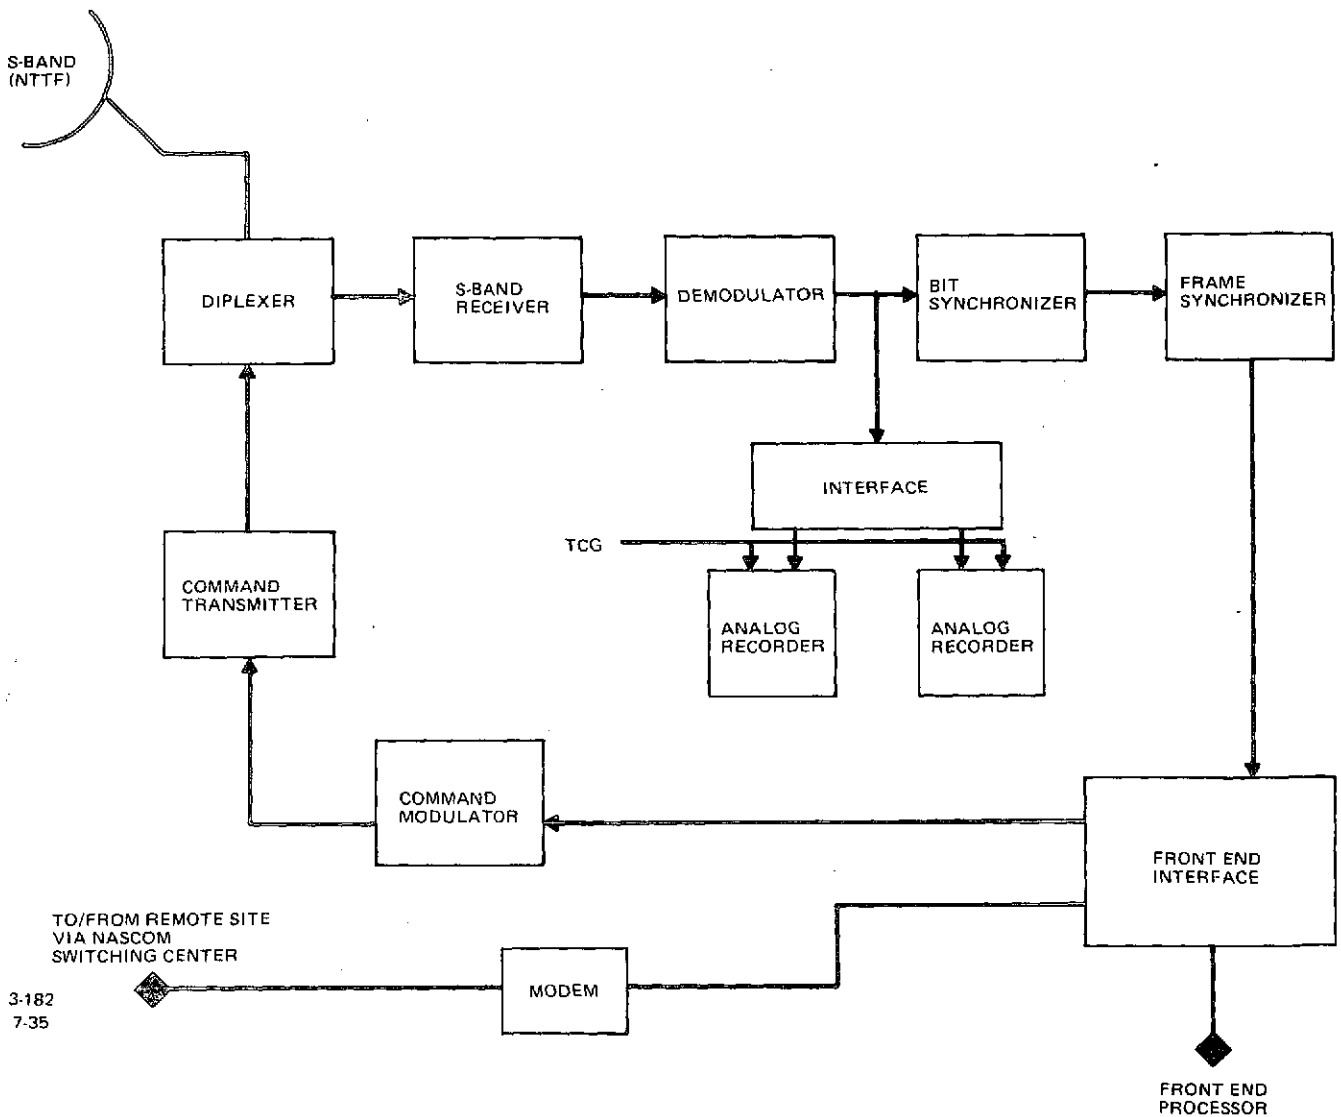 S-BAND
(NTTF)
DIPLEXER
S-BAND
RECEIVER
DEMODULATOR
BIT
SYNCHRONIZER
FRAME
SYNCHRONIZER
INTERFACE
TCG
COMMAND
TRANSMITTER
ANALOG
RECORDER
ANALOG
RECORDER
COMMAND
MODULATOR
FRONT END
INTERFACE
TO/FROM REMOTE SITE
VIA NASCOM
SWITCHING CENTER
MODEM
3-182
7-35
FRONT END
PROCESSOR